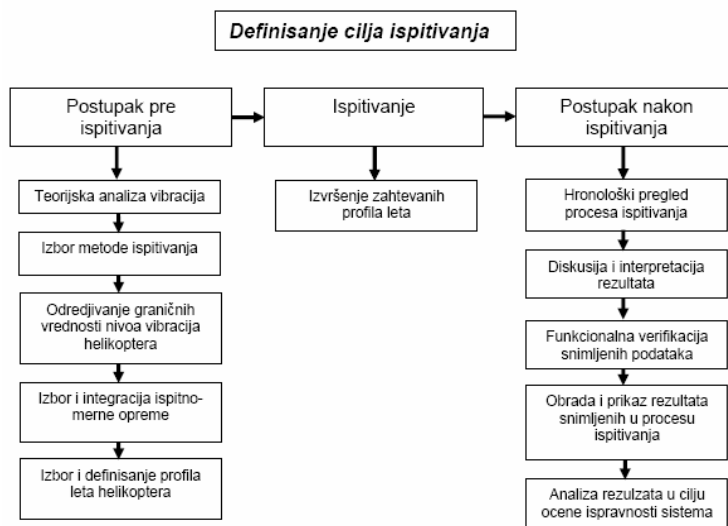 Definisanje cilja ispitivanja
Postupak pre
ispitivanja
Ispitivanje
Postupak nakon
ispitivanja
Teorijska analiza vibracija
Izbor metode ispitivanja
Odredjivanje graničnih
vrednosti nivoa vibracija
helikoptera
Izbor i integracija ispitno-
merne opreme
Izbor i definisanje profila
leta helikoptera
Izvršenje zahtevanih
profila leta
Hronološki pregled
procesa ispitivanja
Diskusija i interpretacija
rezultata
Funkcionalna verifikacija
snimljenih podataka
Obrada i prikaz rezultata
snimljenih u procesu
ispitivanja
Analiza rezulzata u cilju
ocene ispravnosti sistema